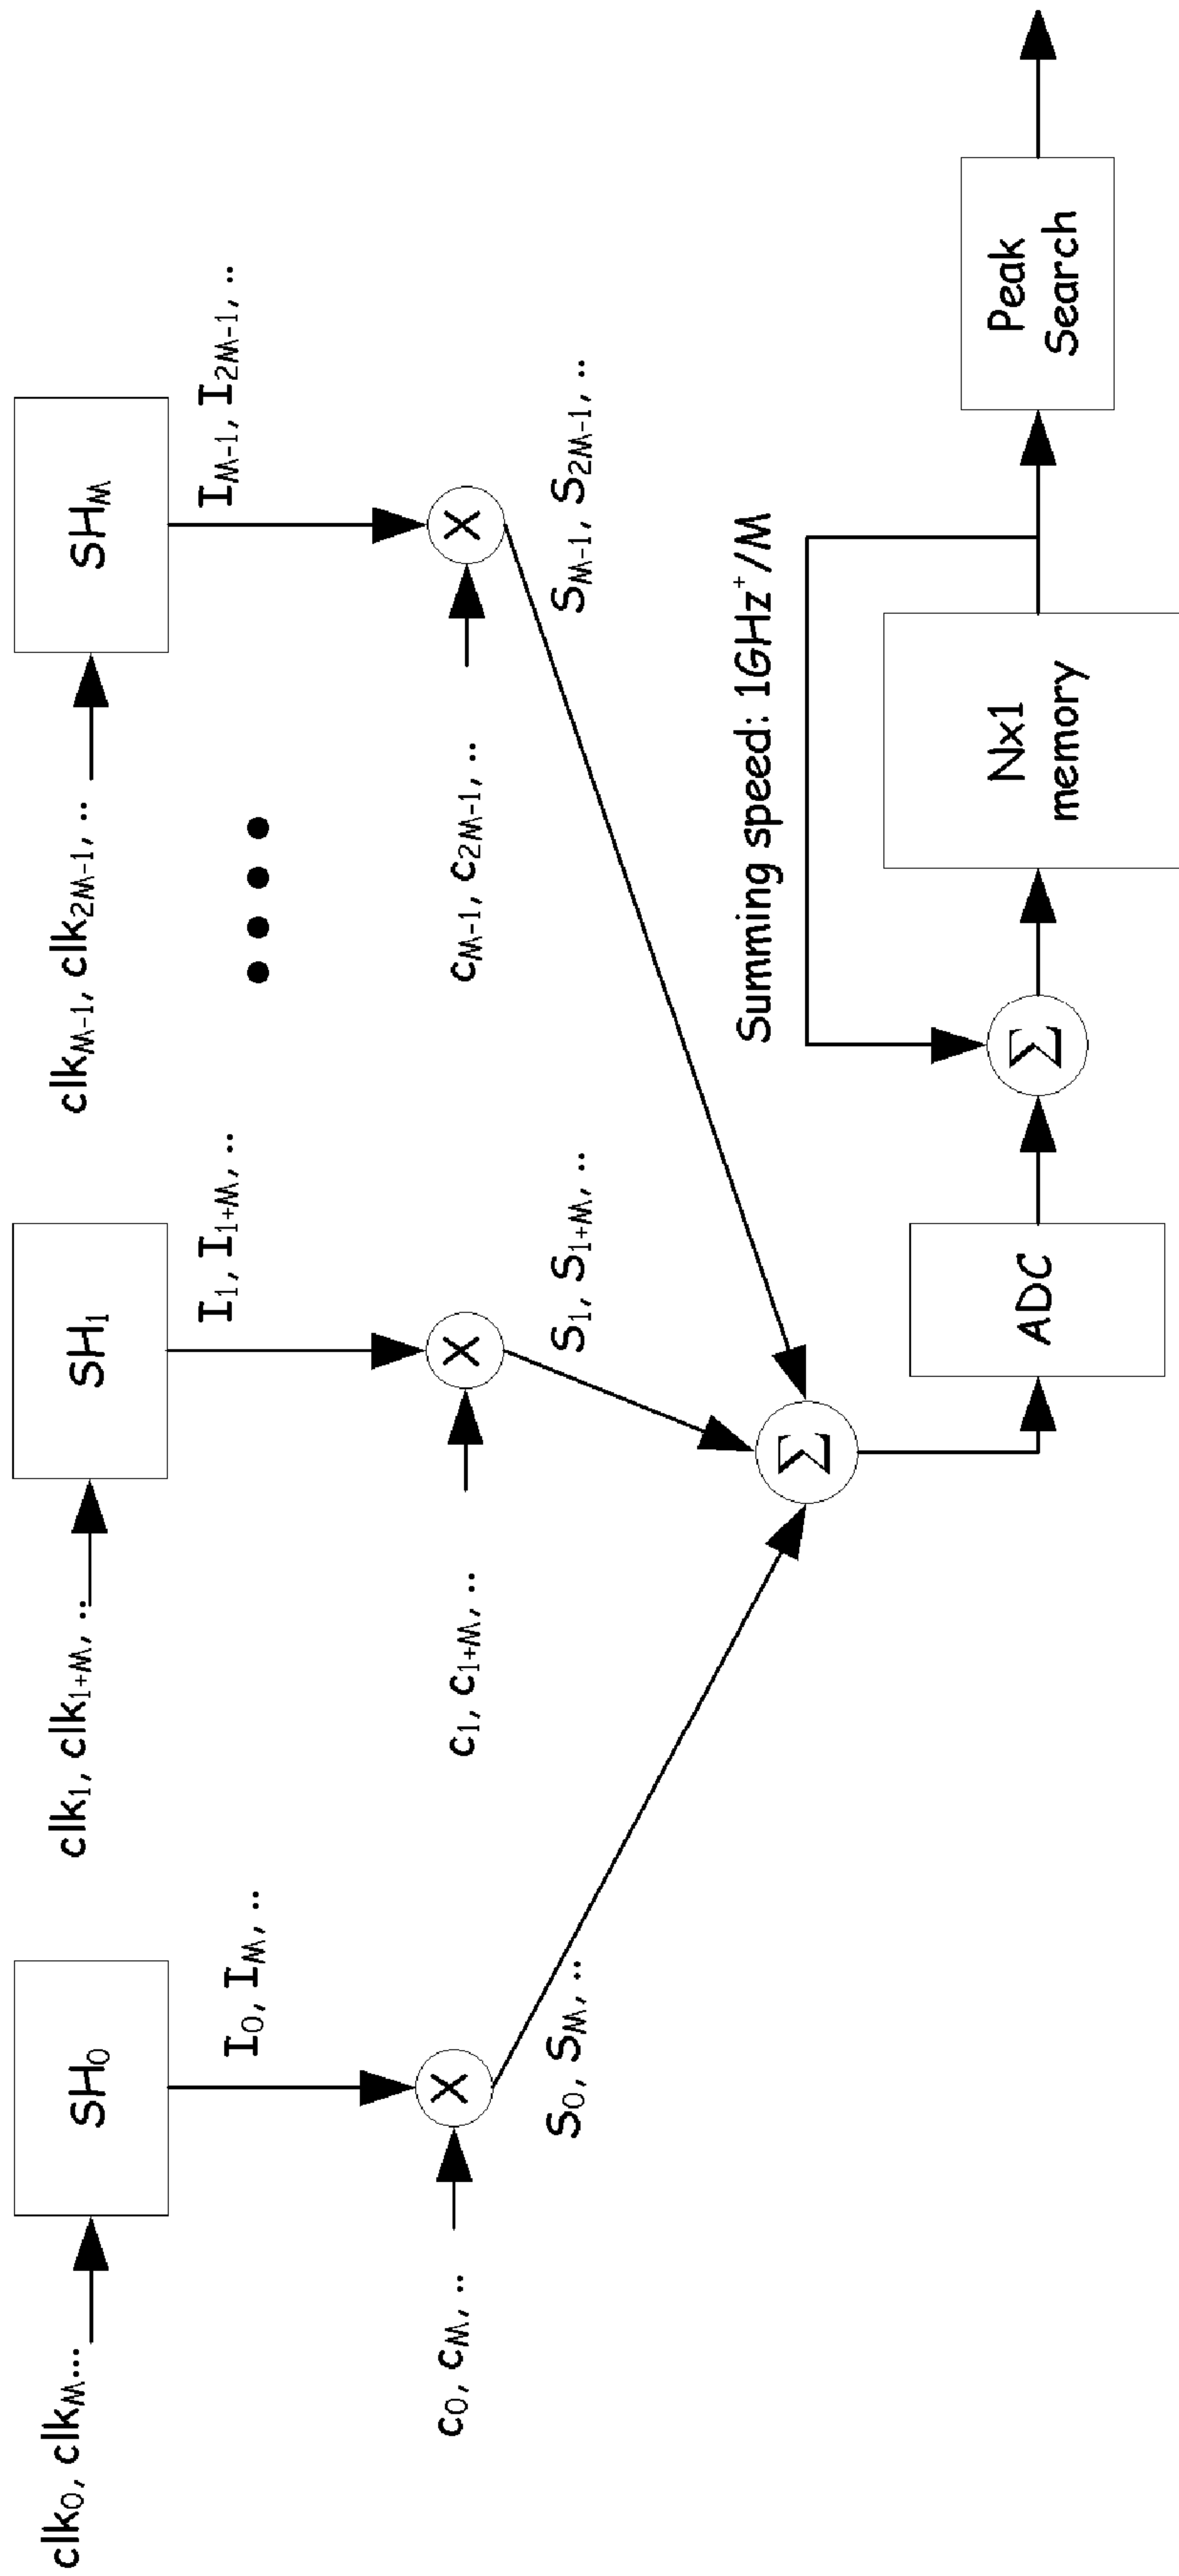 clk₀, clkₘ...
clk₁, clk₁₊ₘ, ..
clkₘ₋₁, clk₂ₘ₋₁, ..
SH₀
SH₁
SHₘ
I₀, Iₘ, ..
I₁, I₁₊ₘ, ..
Iₘ₋₁, I₂ₘ₋₁, ..
c₀, cₘ, ..
X
c₁, c₁₊ₘ, ..
X
cₘ₋₁, c₂ₘ₋₁, ..
X
S₀, Sₘ, ..
S₁, S₁₊ₘ, ..
Sₘ₋₁, S₂ₘ₋₁, ..
Σ
Summing speed: 1GHz⁺/M
ADC
Σ
Nx1
memory
Peak
Search